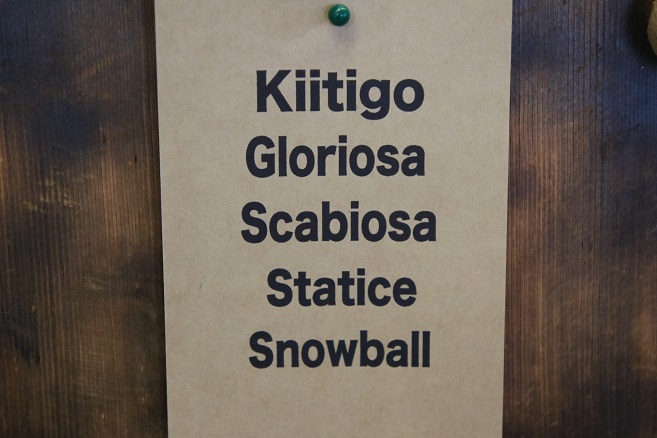 Kiitigo
Gloriosa
Scabiosa
Statice
Snowball